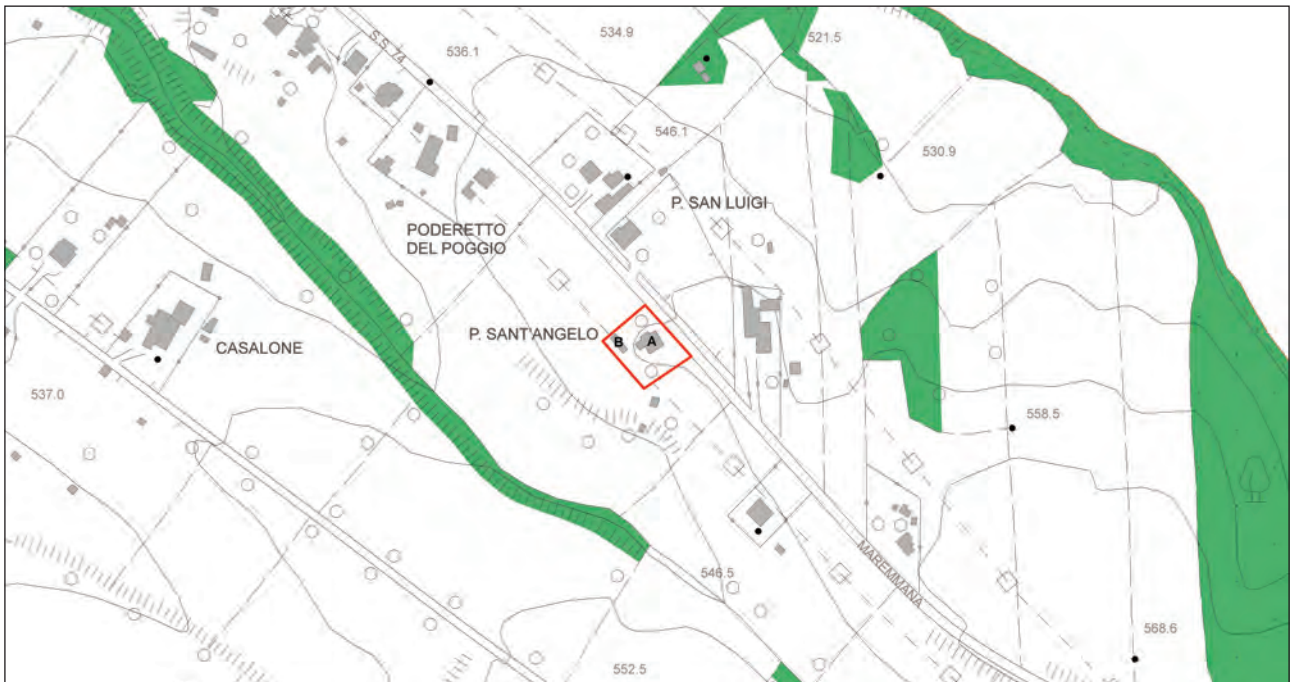 534.9
521.5
536.1
S.S. 74
546.1
530.9
P. SAN LUIGI
PODERETTO
DEL POGGIO
P. SANT'ANGELO
B
A
CASALONE
537.0
558.5
MAREMMANA
546.5
568.6
552.5